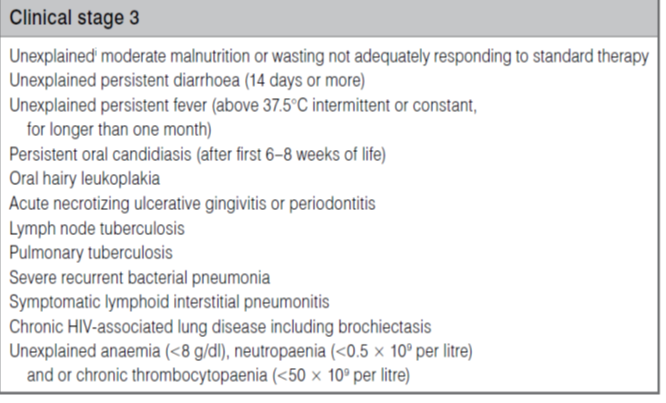 Clinical stage 3
Unexplainedⁱ moderate malnutrition or wasting not adequately responding to standard therapy
Unexplained persistent diarrhoea (14 days or more)
Unexplained persistent fever (above 37.5°C intermittent or constant,
for longer than one month)
Persistent oral candidiasis (after first 6–8 weeks of life)
Oral hairy leukoplakia
Acute necrotizing ulcerative gingivitis or periodontitis
Lymph node tuberculosis
Pulmonary tuberculosis
Severe recurrent bacterial pneumonia
Symptomatic lymphoid interstitial pneumonitis
Chronic HIV-associated lung disease including brochiectasis
Unexplained anaemia (<8 g/dl), neutropaenia (<0.5 × 10⁹ per litre)
and or chronic thrombocytopaenia (<50 × 10⁹ per litre)